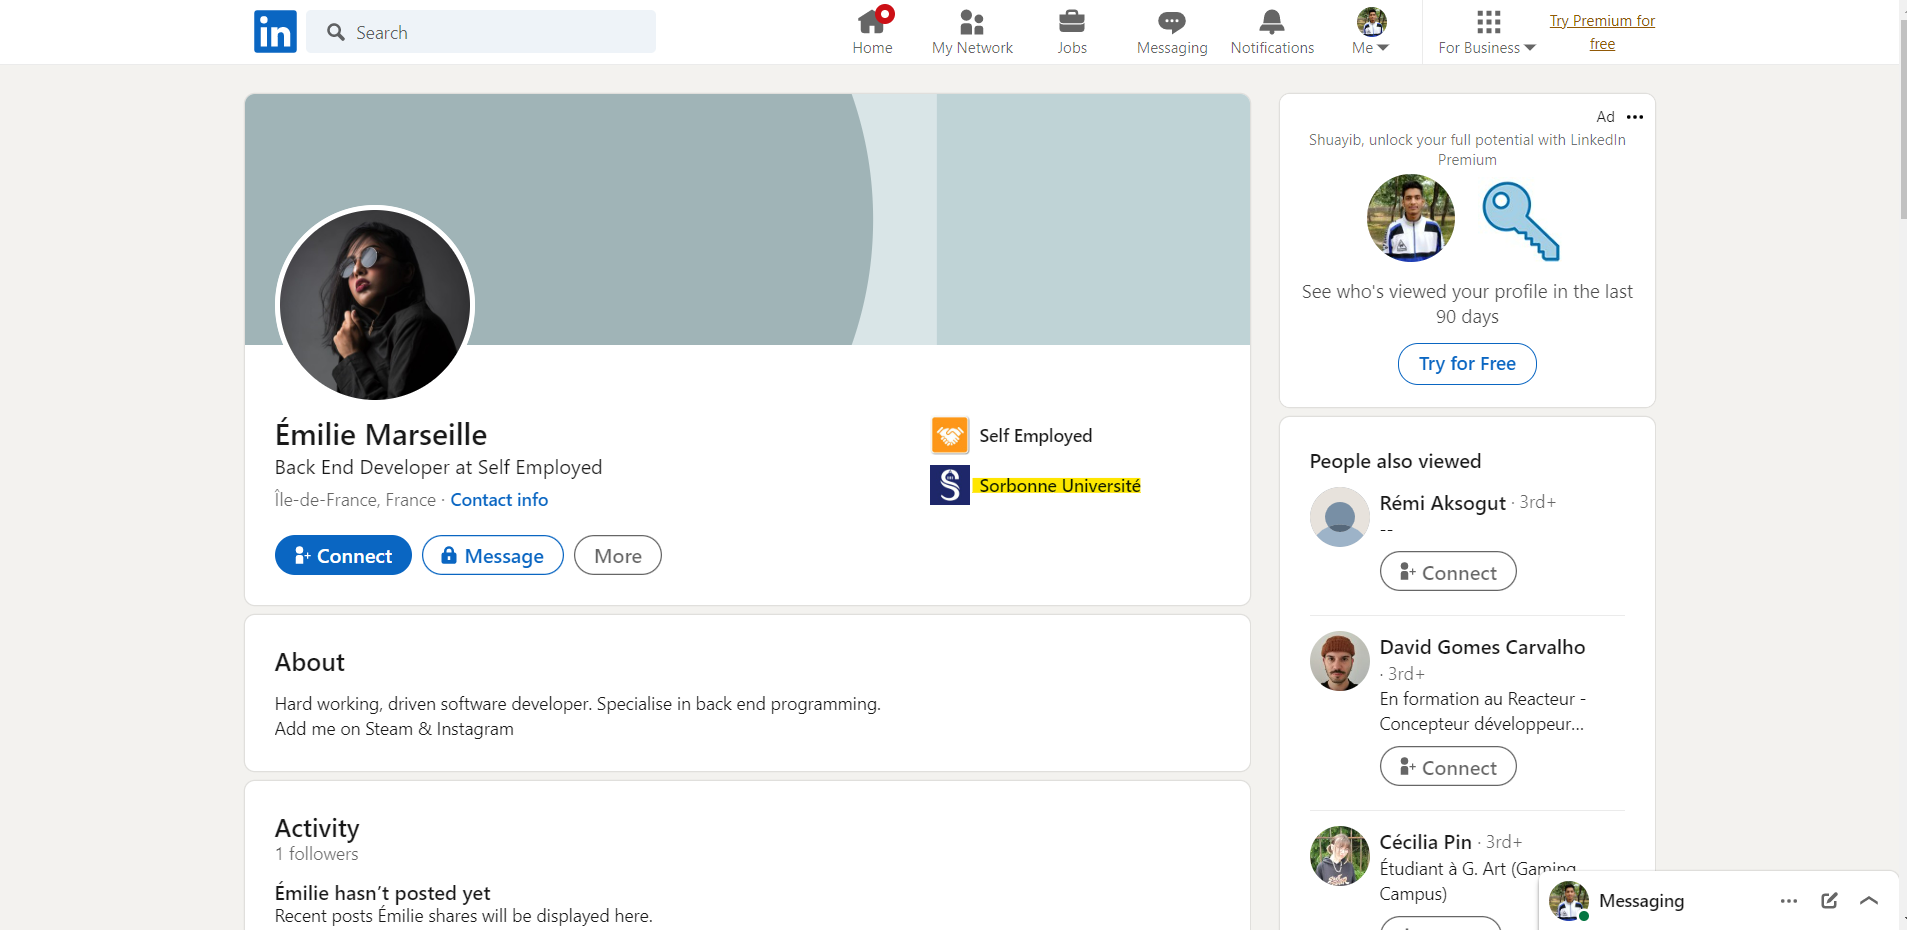 in
Search
Home
My Network
Jobs
Messaging
Notifications
Me
For Business
Try Premium for
free
Émilie Marseille
Back End Developer at Self Employed
Île-de-France, France · Contact info
Connect
Message
More
Self Employed
S
Sorbonne Université
About
Hard working, driven software developer. Specialise in back end programming.
Add me on Steam & Instagram
Activity
1 followers
Émilie hasn’t posted yet
Recent posts Émilie shares will be displayed here.
Ad
Shuayib, unlock your full potential with LinkedIn
Premium
See who's viewed your profile in the last
90 days
Try for Free
People also viewed
Rémi Aksogut · 3rd+
--
Connect
David Gomes Carvalho
· 3rd+
En formation au Reacteur -
Concepteur développeur...
Connect
Cécilia Pin · 3rd+
Étudiant à G. Art (Gaming
Campus)
Messaging